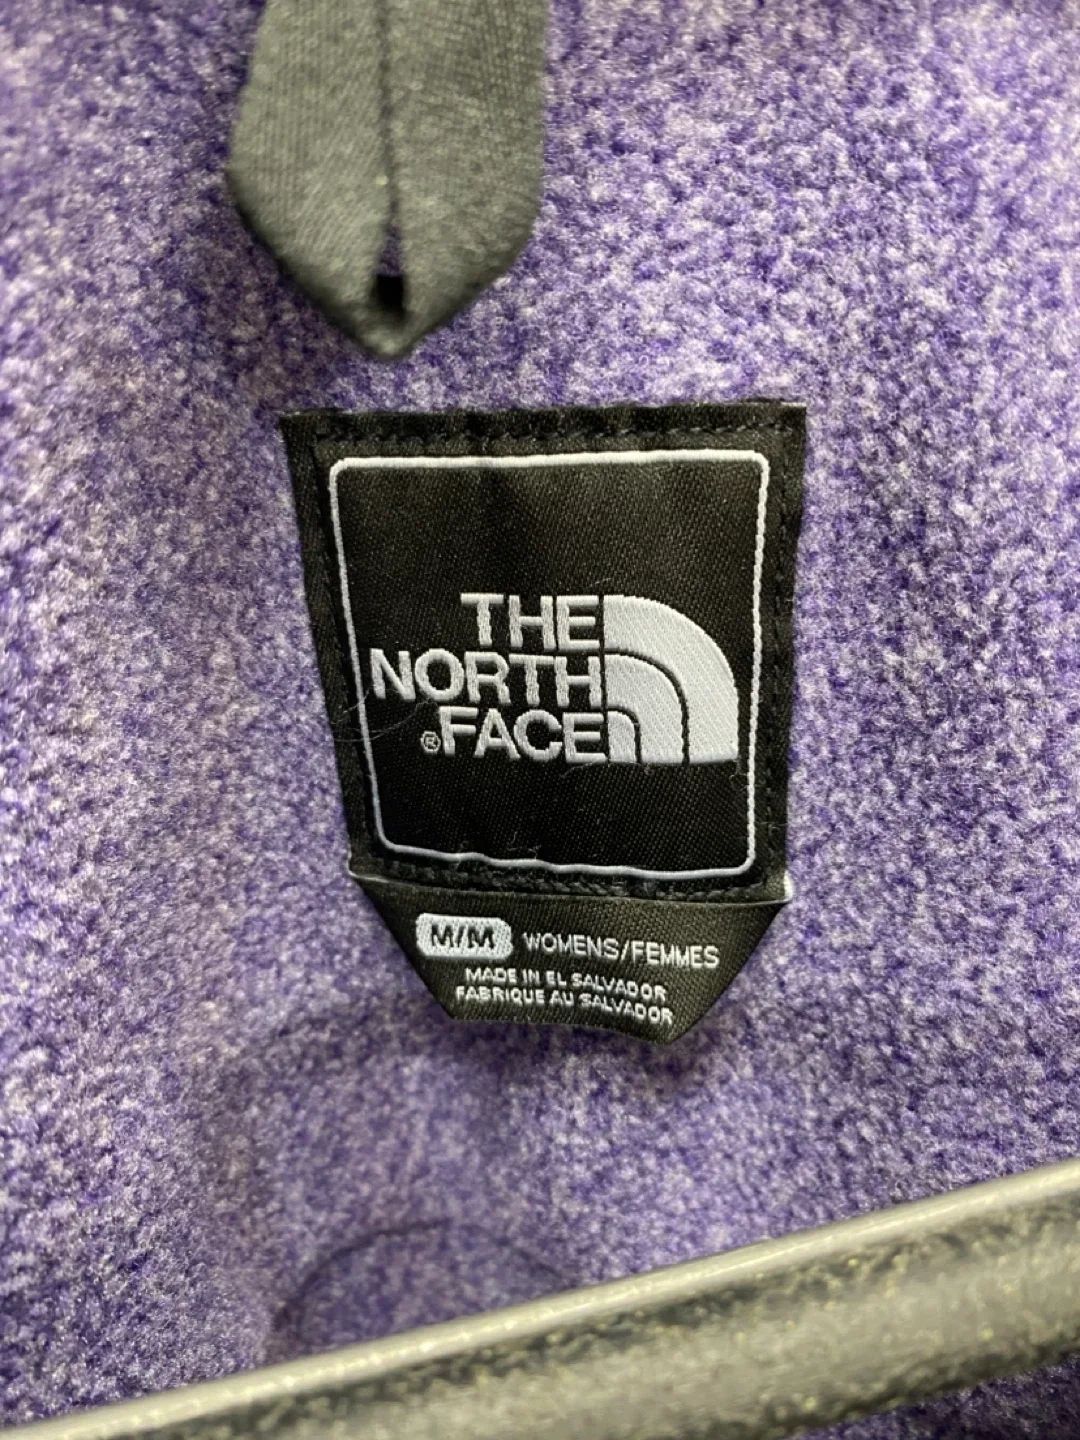 THE
NORTH
®FACE
M/M WOMENS/FEMMES
MADE IN EL SALVADOR
FABRIQUE AU SALVADOR